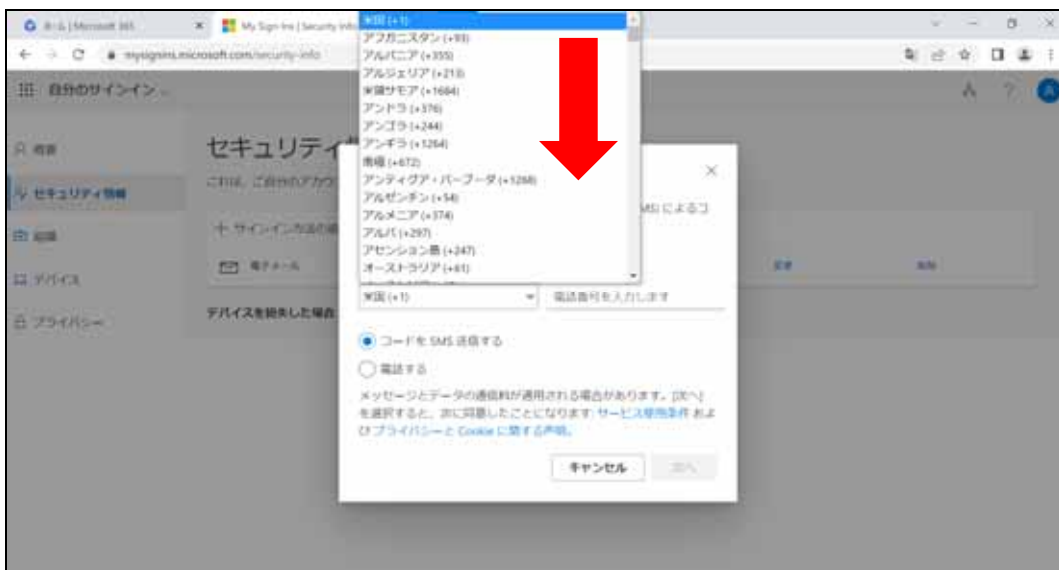 ホーム | Microsoft 365
My Sign-Ins | Security Info
mysignins.microsoft.com/security-info
自分のサインイン
概要
セキュリティ情報
組織
デバイス
プライバシー
セキュリティ
これは、ご自分のアカウ
サインイン方法の追
電子メール
変更
削除
デバイスを紛失した場合
米国 (+1)
アフガニスタン (+93)
アルバニア (+355)
アルジェリア (+213)
米領サモア (+1684)
アンドラ (+376)
アンゴラ (+244)
アンギラ (+1264)
南極 (+672)
アンティグア・バーブーダ (+1268)
アルゼンチン (+54)
アルメニア (+374)
アルバ (+297)
アセンション島 (+247)
オーストラリア (+61)
によるコ
米国 (+1)
電話番号を入力します
コードを SMS 送信する
電話する
メッセージとデータの通信料が適用される場合があります。[次へ]
を選択すると、次に同意したことになります: サービス使用条件 およ
び プライバシーと Cookie に関する声明。
キャンセル
次へ